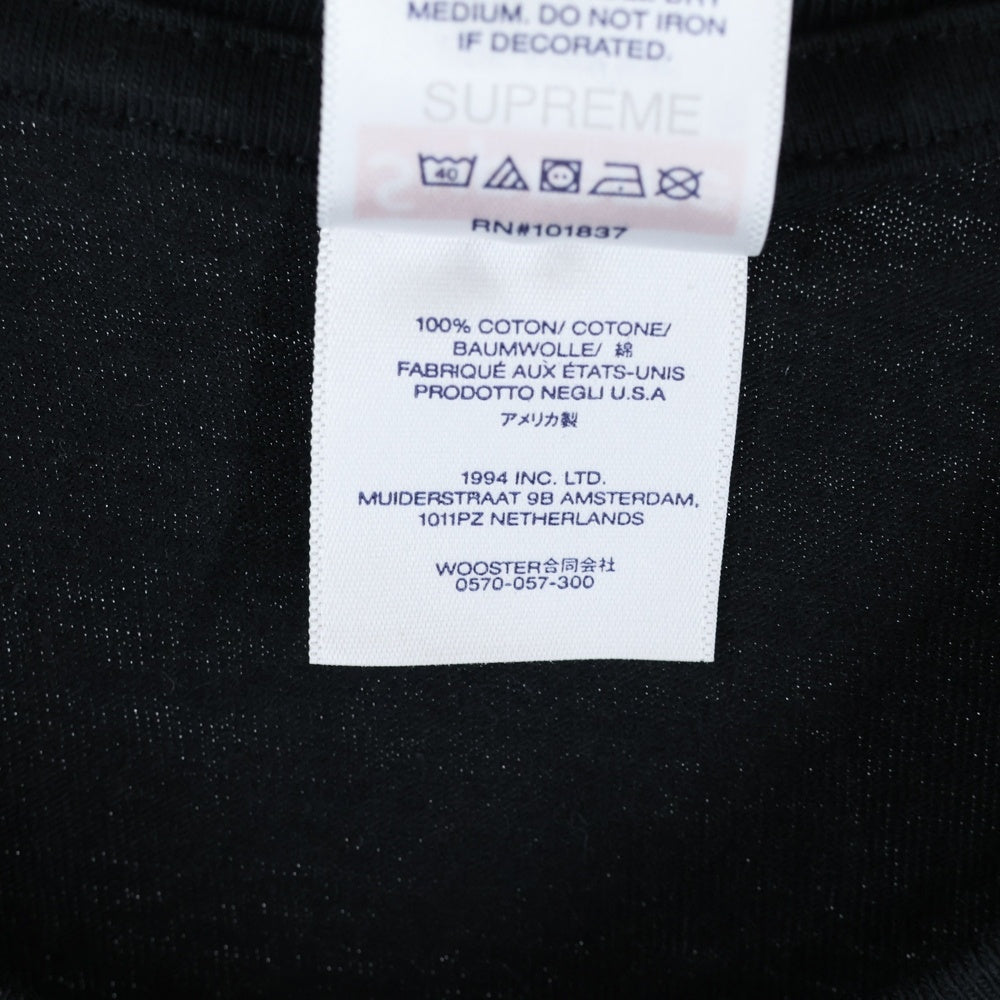 MEDIUM. DO NOT IRON
IF DECORATED.
SUPREME
40
RN#101837
100% COTON/ COTONE/
BAUMWOLLE/ 綿
FABRIQUÉ AUX ÉTATS-UNIS
PRODOTTO NEGLI U.S.A
アメリカ製
1994 INC. LTD.
MUIDERSTRAAT 9B AMSTERDAM,
1011PZ NETHERLANDS
WOOSTER合同会社
0570-057-300